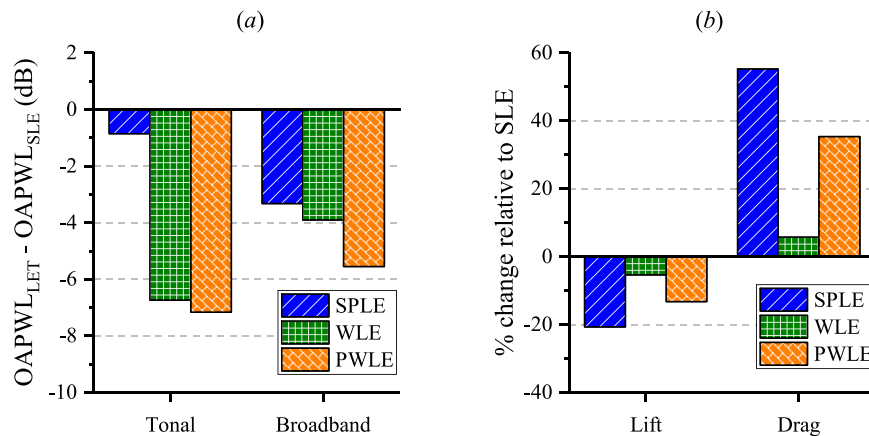 (a)
OAPWL_LET - OAPWL_SLE (dB)
2
0
-2
-4
-6
-8
-10
SPLE
WLE
PWLE
Tonal
Broadband
(b)
% change relative to SLE
60
40
20
0
-20
-40
SPLE
WLE
PWLE
Lift
Drag